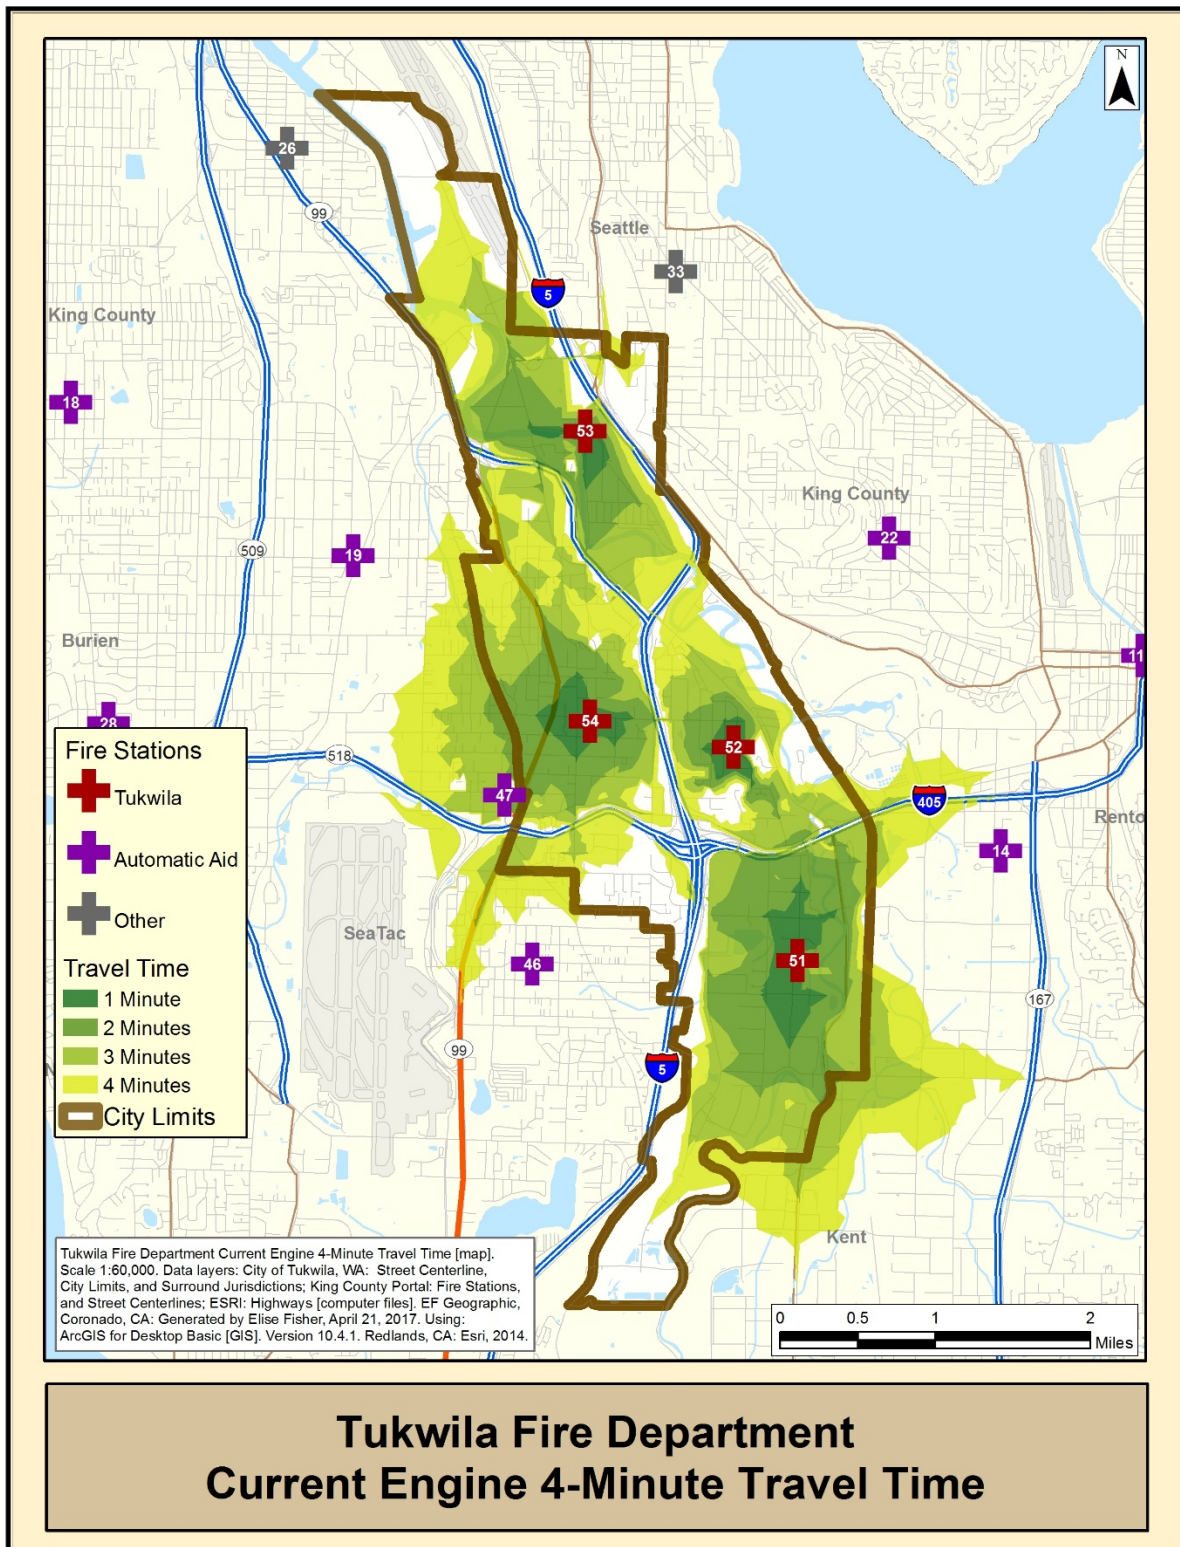 N
26
99
Seattle
33
5
King County
18
53
King County
22
19
509
Burien
11
28
54
52
518
47
405
Rento
14
Fire Stations
Tukwila
Automatic Aid
Other
Travel Time
1 Minute
2 Minutes
3 Minutes
4 Minutes
City Limits
SeaTac
46
51
167
99
5
N
Kent
Tukwila Fire Department Current Engine 4-Minute Travel Time [map].
Scale 1:60,000. Data layers: City of Tukwila, WA: Street Centerline,
City Limits, and Surround Jurisdictions; King County Portal: Fire Stations,
and Street Centerlines; ESRI: Highways [computer files]. EF Geographic,
Coronado, CA: Generated by Elise Fisher, April 21, 2017. Using:
ArcGIS for Desktop Basic [GIS]. Version 10.4.1. Redlands, CA: Esri, 2014.
0 0.5 1 2
Miles
Tukwila Fire Department
Current Engine 4-Minute Travel Time